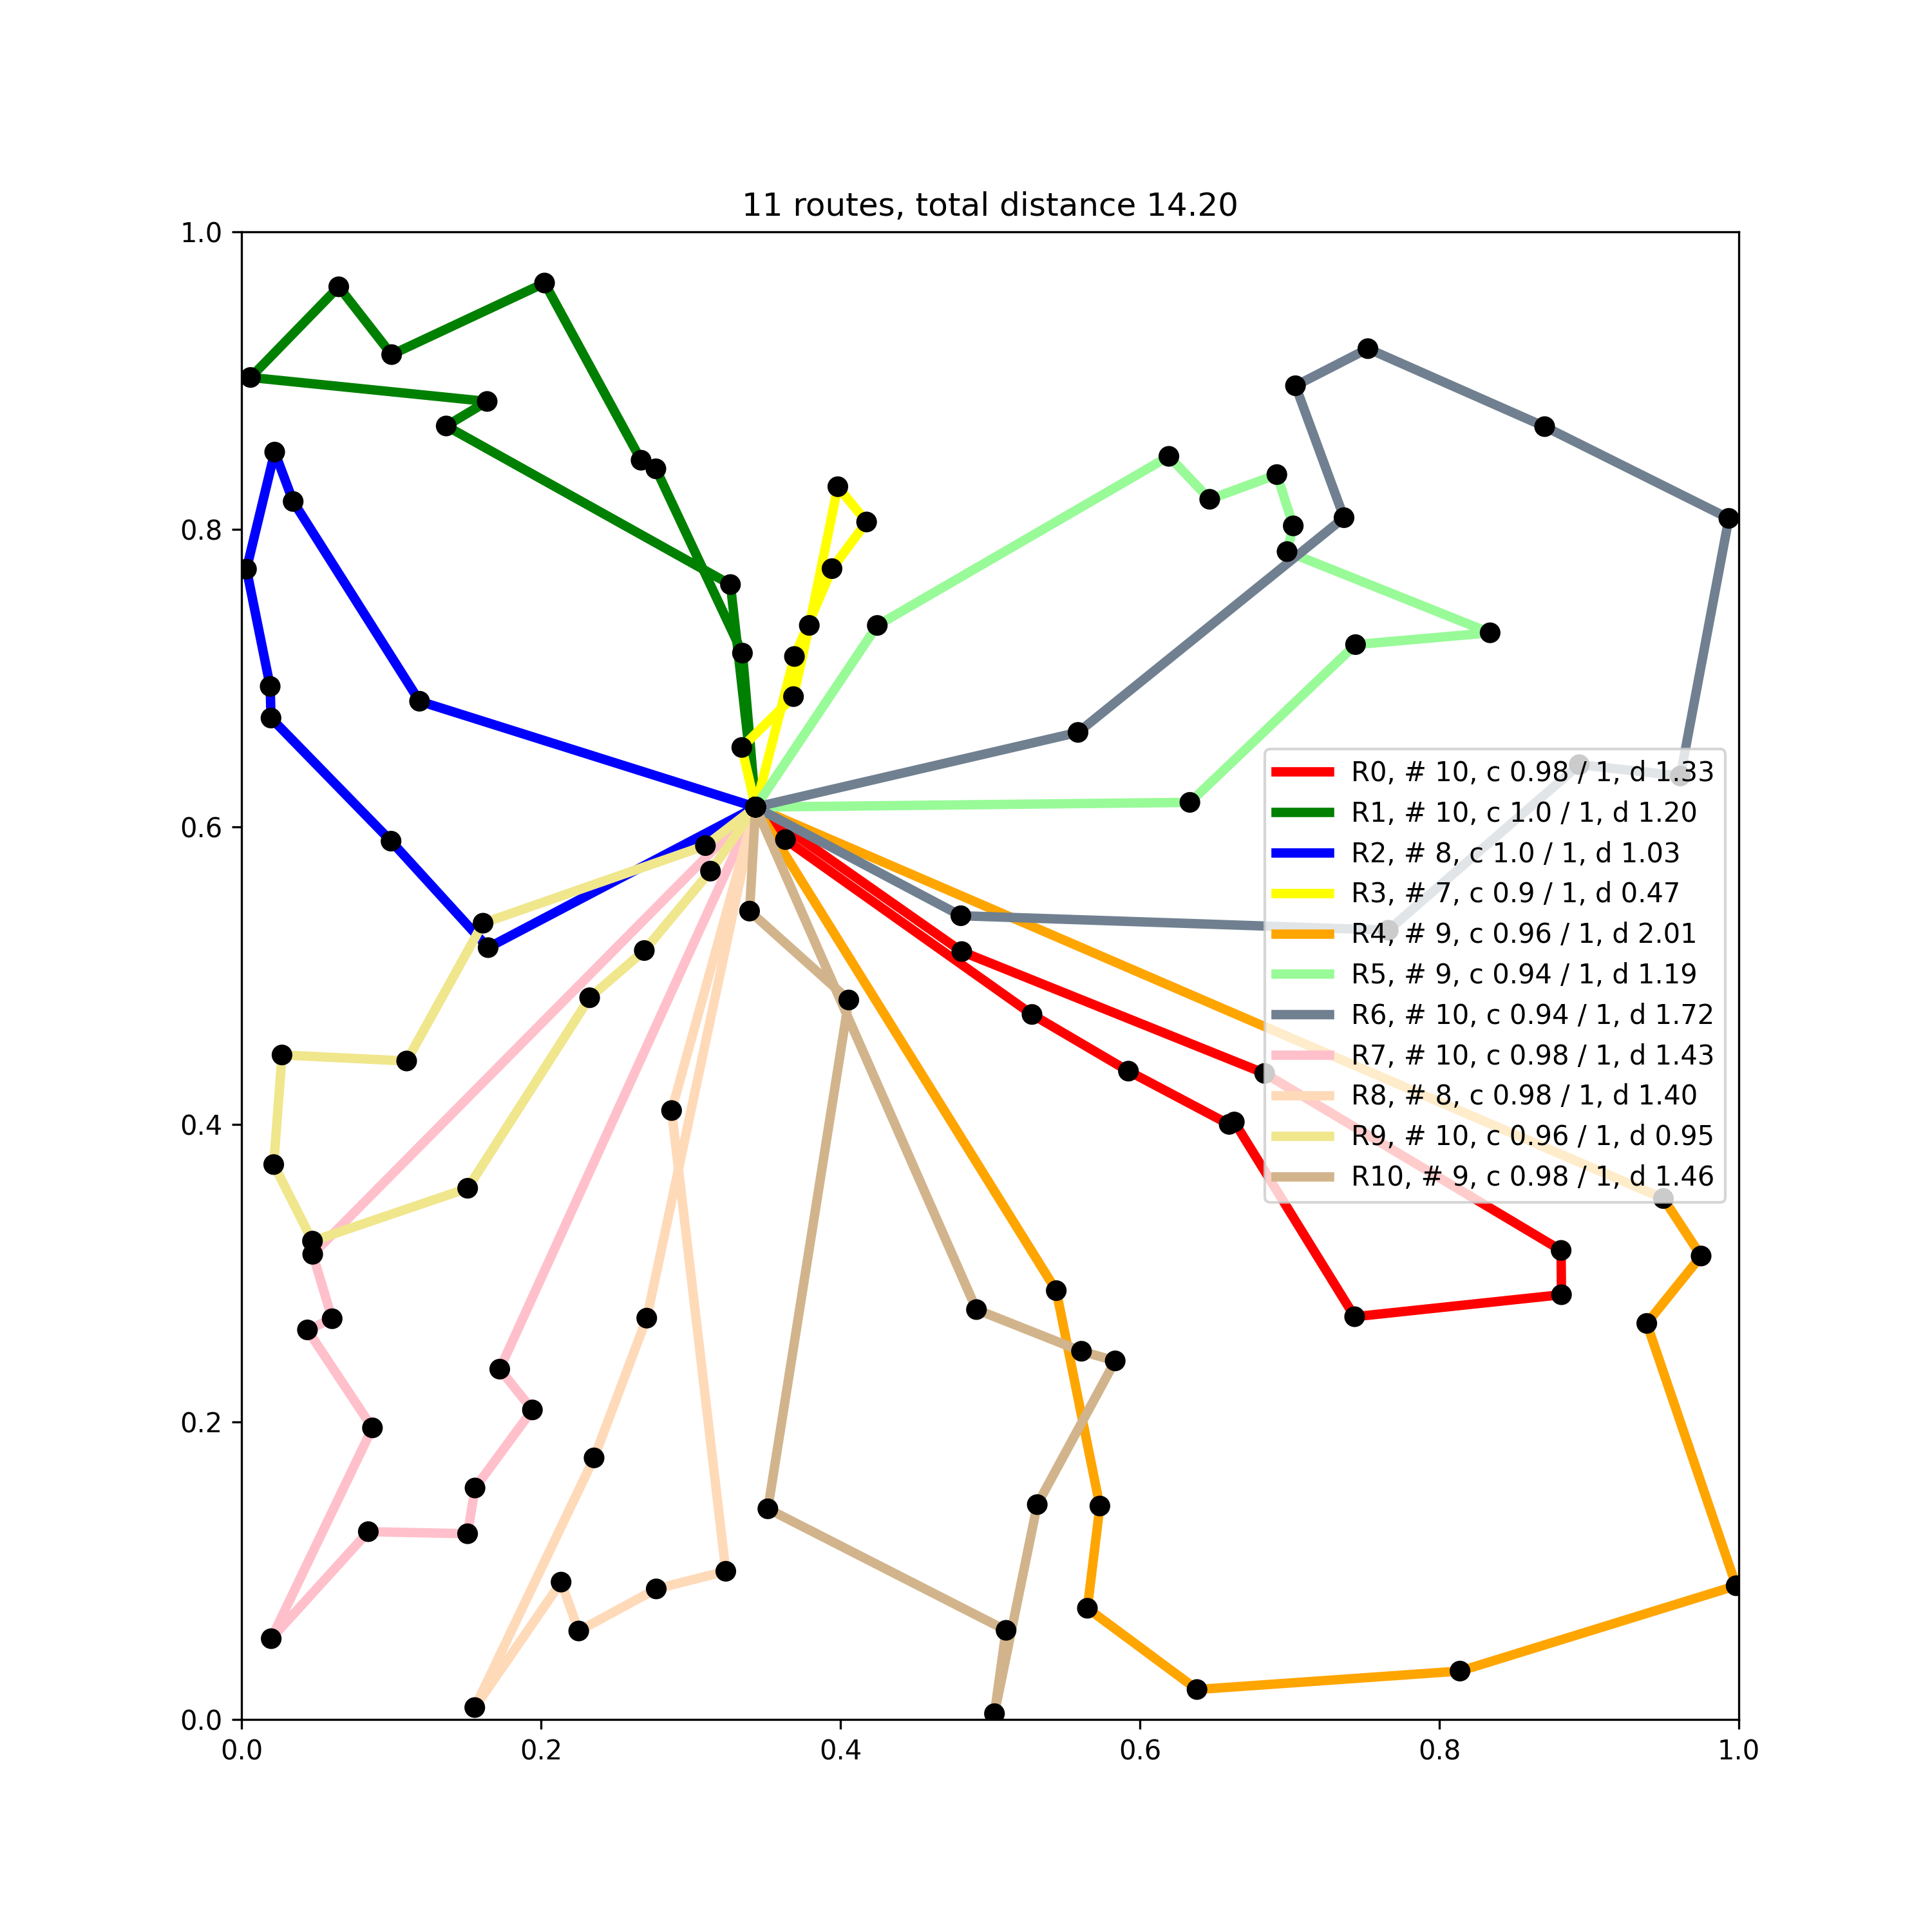 11 routes, total distance 14.20
1.0
0.8
0.6
0.4
0.2
0.0
0.0 0.2 0.4 0.6 0.8 1.0
R0, # 10, c 0.98 / 1, d 1.33
R1, # 10, c 1.0 / 1, d 1.20
R2, # 8, c 1.0 / 1, d 1.03
R3, # 7, c 0.9 / 1, d 0.47
R4, # 9, c 0.96 / 1, d 2.01
R5, # 9, c 0.94 / 1, d 1.19
R6, # 10, c 0.94 / 1, d 1.72
R7, # 10, c 0.98 / 1, d 1.43
R8, # 8, c 0.98 / 1, d 1.40
R9, # 10, c 0.96 / 1, d 0.95
R10, # 9, c 0.98 / 1, d 1.46